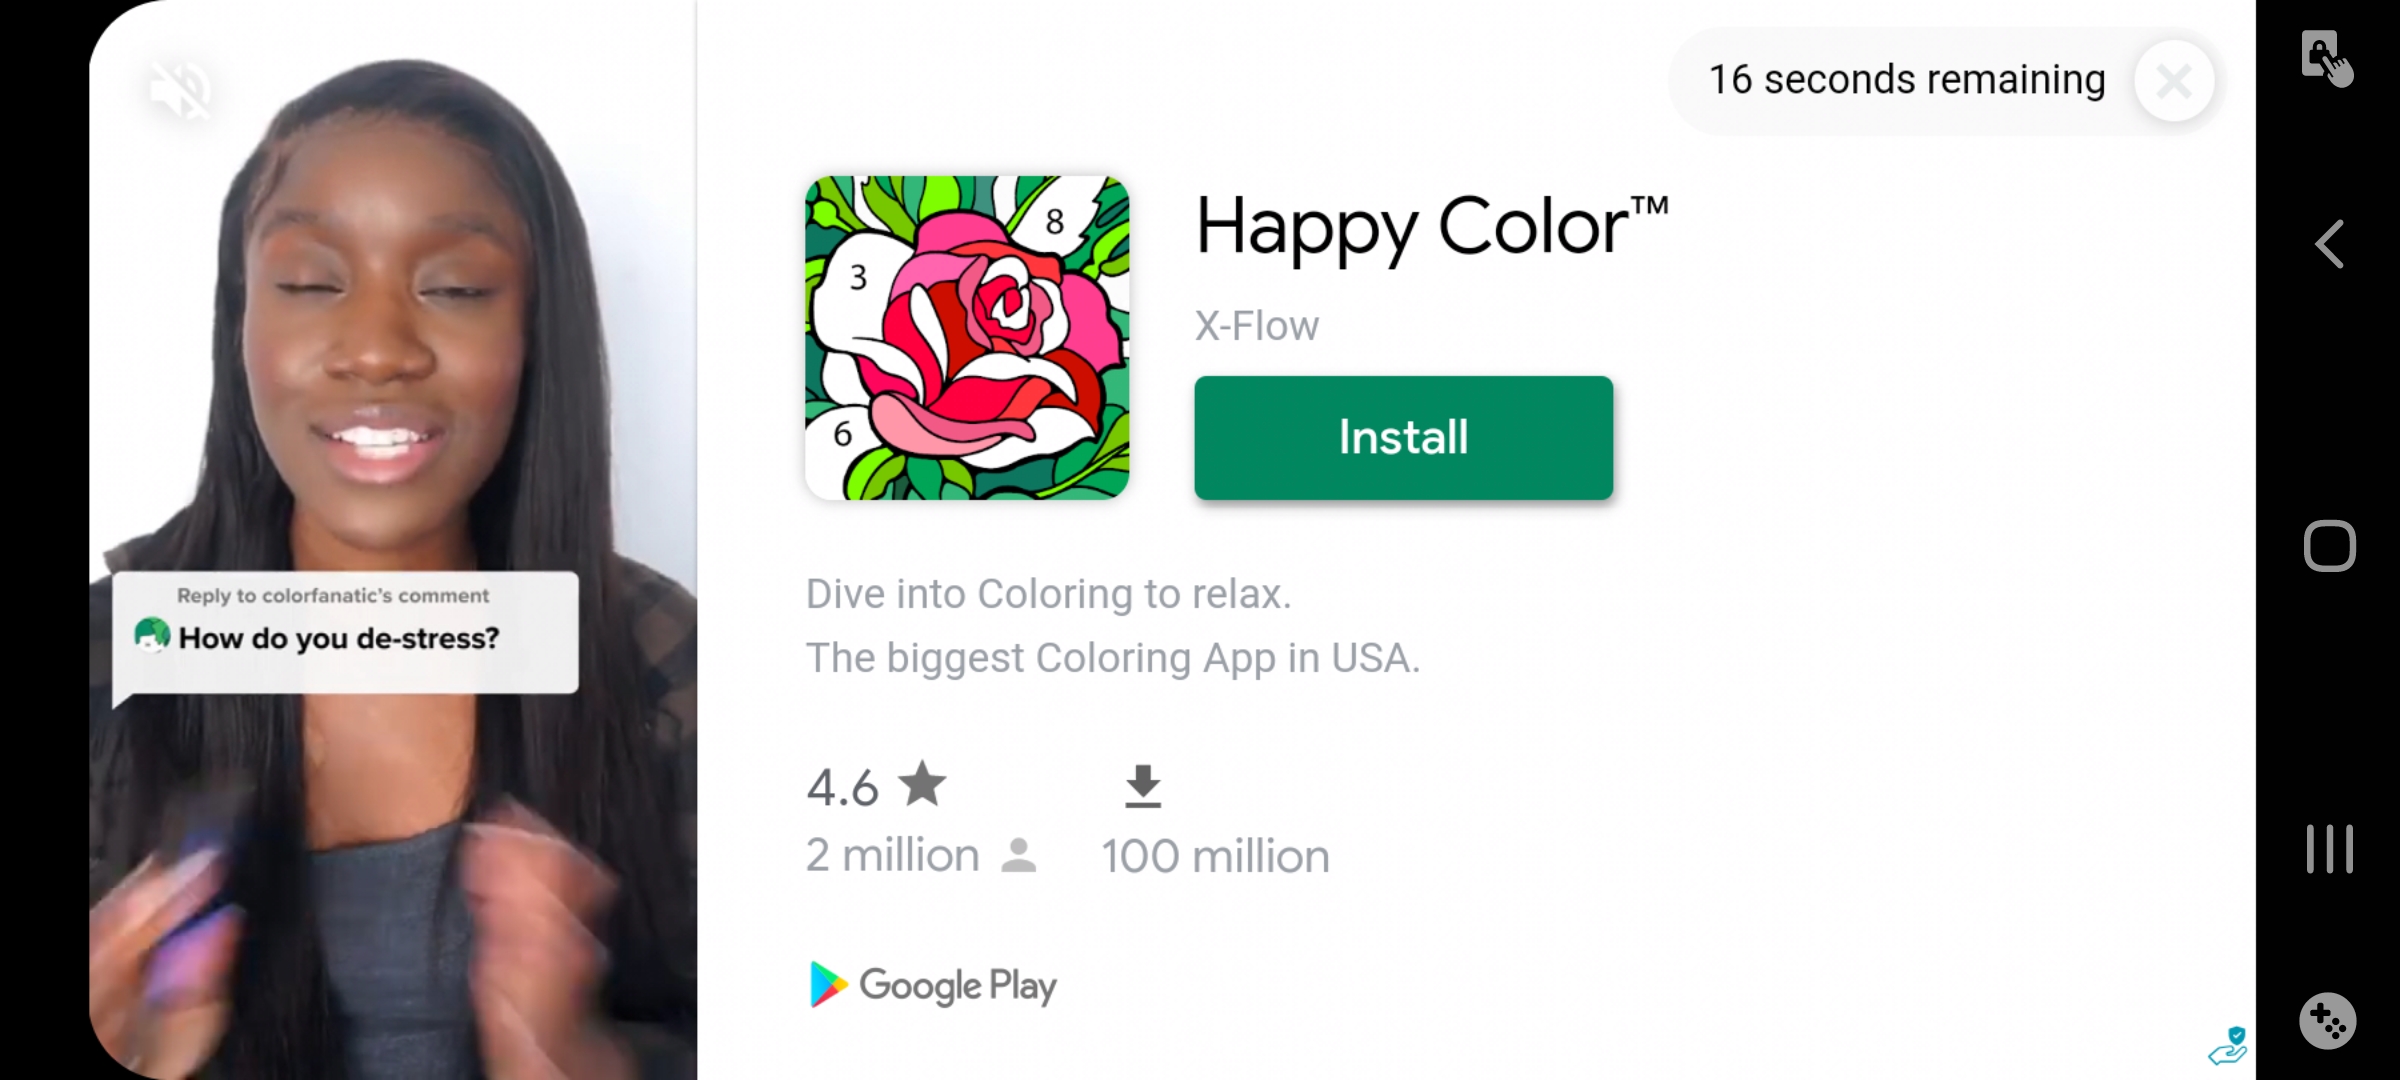 Reply to colorfanatic's comment
How do you de-stress?
16 seconds remaining
8
3
6
Happy Color™
X-Flow
Install
Dive into Coloring to relax.
The biggest Coloring App in USA.
4.6
2 million
100 million
Google Play